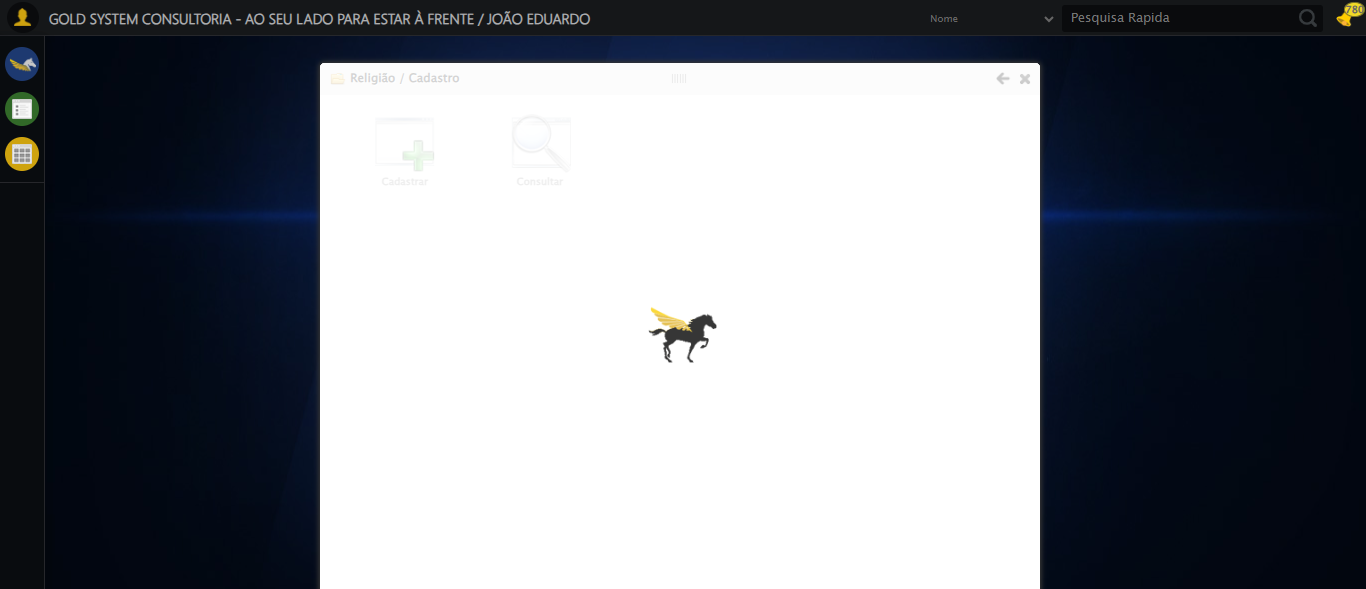 GOLD SYSTEM CONSULTORIA - AO SEU LADO PARA ESTAR À FRENTE / JOÃO EDUARDO
Nome
Pesquisa Rapida
780
Religião / Cadastro
Cadastrar
Consultar